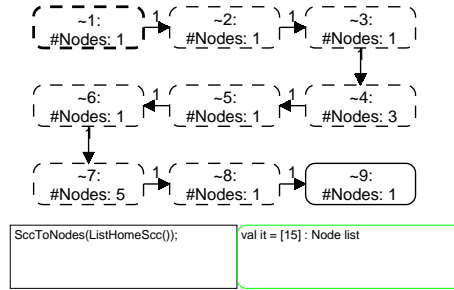 ~1:
#Nodes: 1
1
~2:
#Nodes: 1
1
~3:
#Nodes: 1
1
~6:
#Nodes: 1
1
~5:
#Nodes: 1
1
~4:
#Nodes: 3
1
~7:
#Nodes: 5
1
~8:
#Nodes: 1
1
~9:
#Nodes: 1
SccToNodes(ListHomeScc());
val it = [15] : Node list